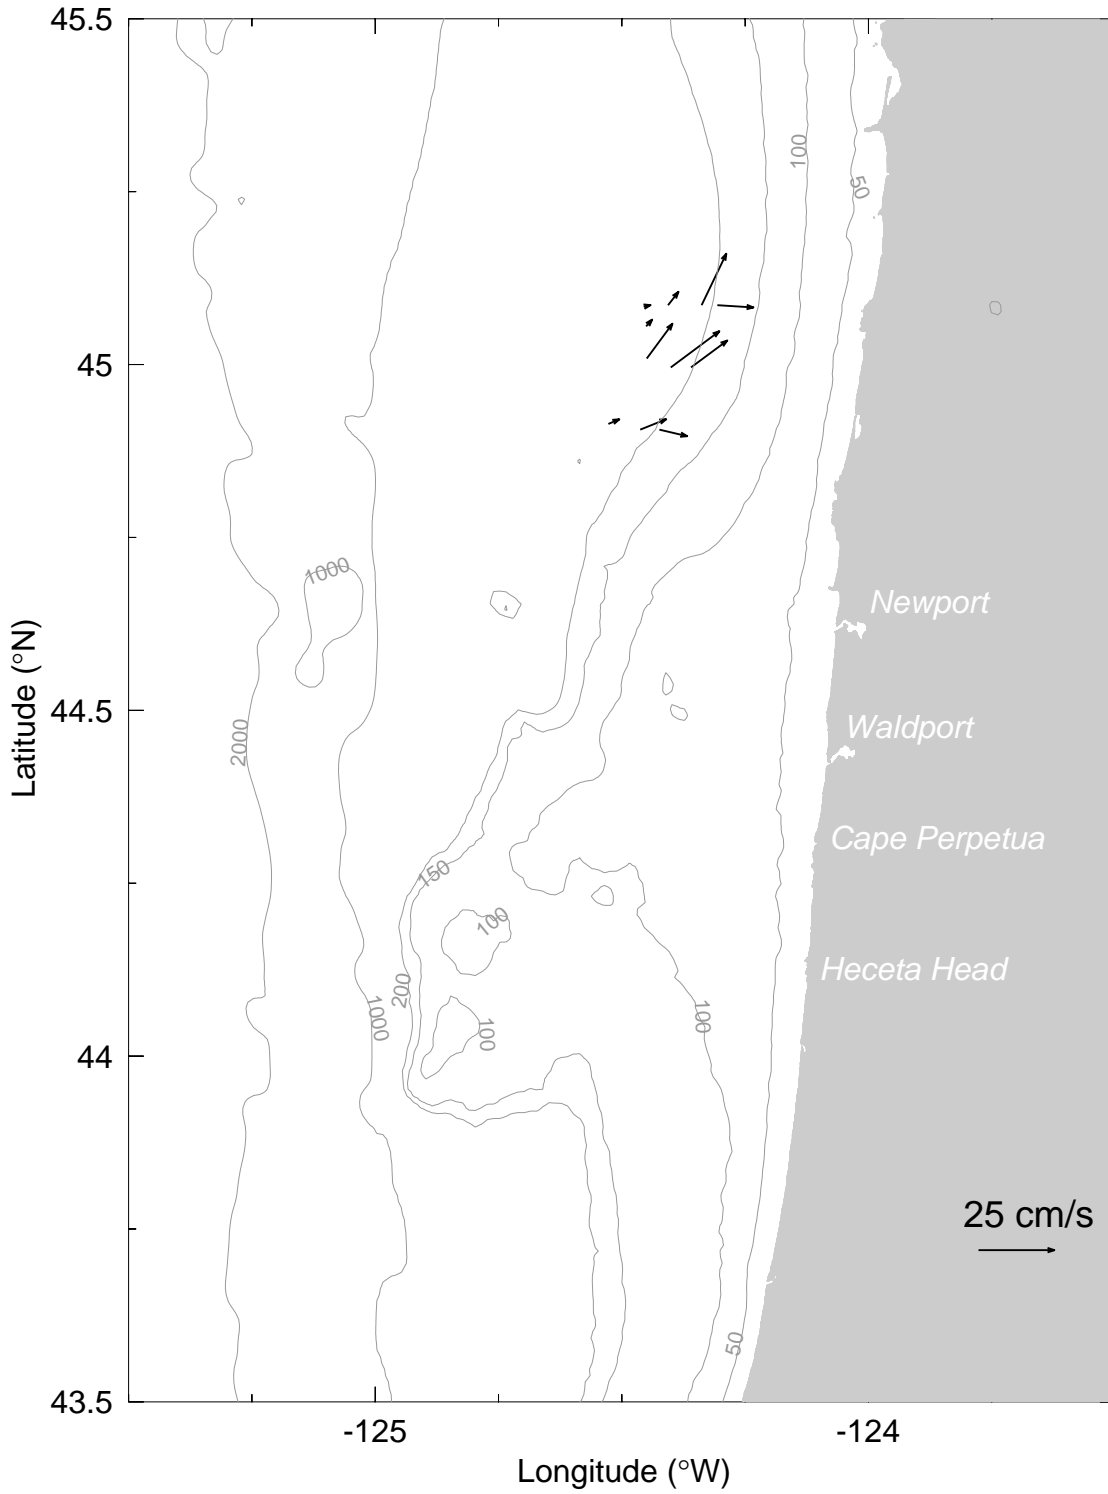 45.5
100
50
45
1000
Newport
44.5
2000
Waldport
Cape Perpetua
150
100
Heceta Head
200
1000
100
100
44
25 cm/s
50
43.5
-125
-124
Longitude (°W)
Latitude (°N)